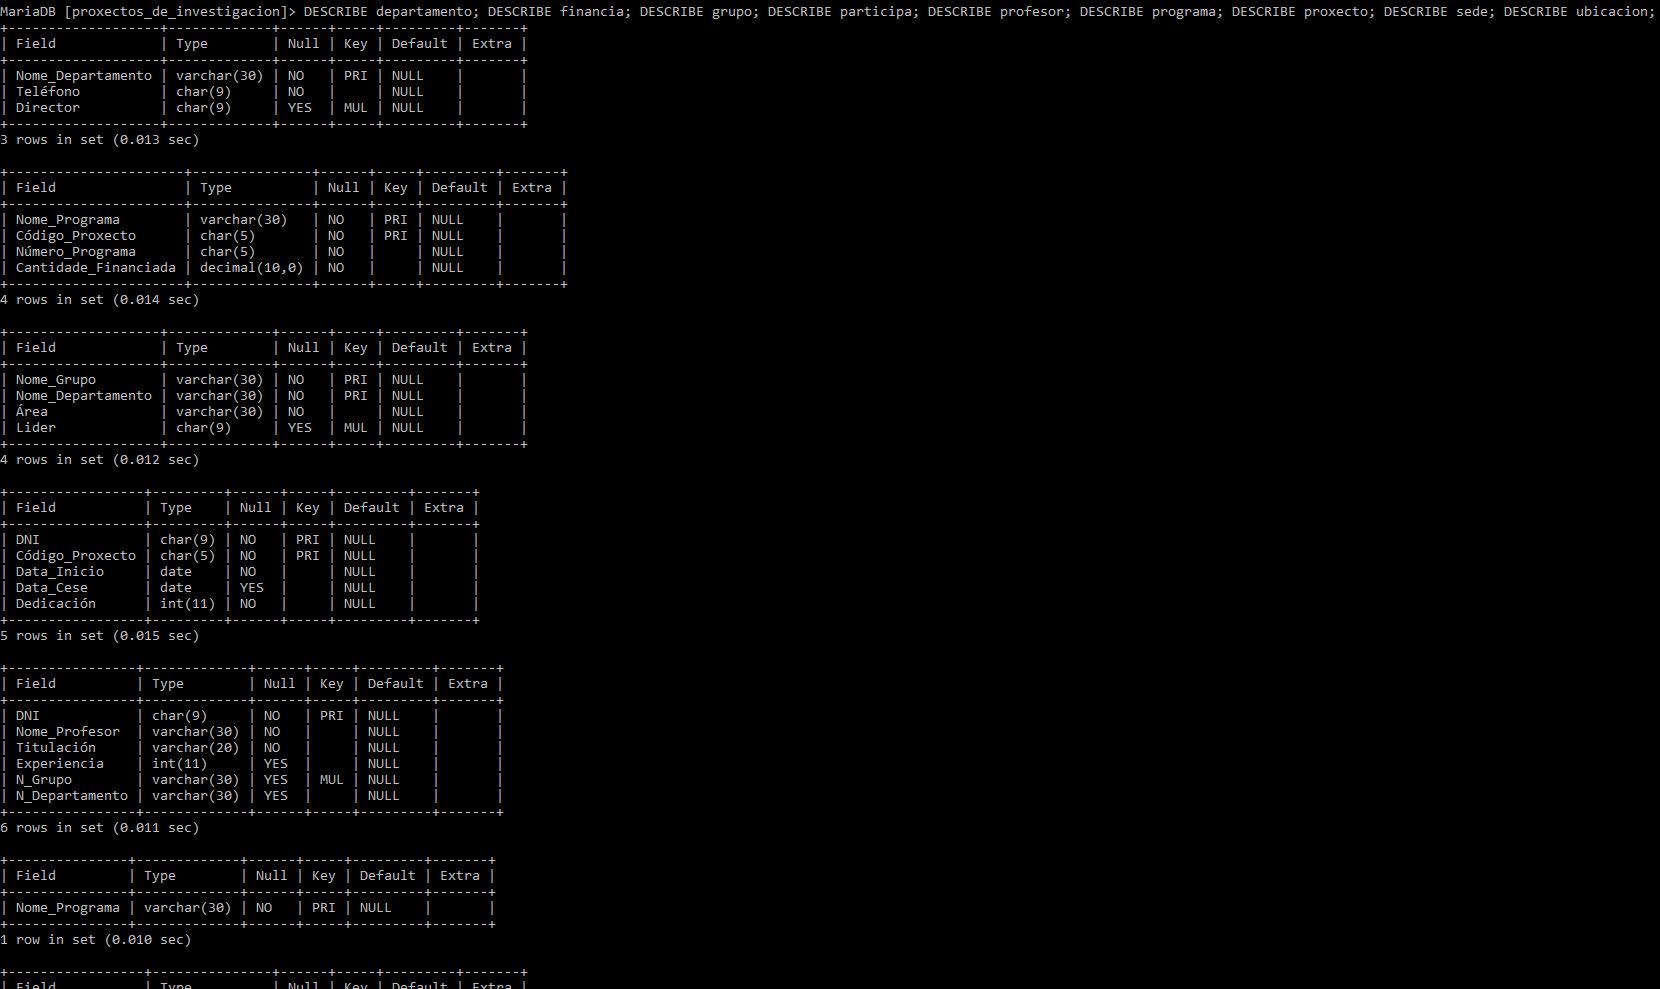 MariaDB [proxectos_de_investigacion]> DESCRIBE departamento; DESCRIBE financia; DESCRIBE grupo; DESCRIBE participa; DESCRIBE profesor; DESCRIBE programa; DESCRIBE proxecto; DESCRIBE sede; DESCRIBE ubicacion;
+-------------------+-------------+------+-----+---------+-------+
| Field             | Type        | Null | Key | Default | Extra |
+-------------------+-------------+------+-----+---------+-------+
| Nome_Departamento | varchar(30) | NO   | PRI | NULL    |       |
| Teléfono          | char(9)     | NO   |     | NULL    |       |
| Director          | char(9)     | YES  | MUL | NULL    |       |
+-------------------+-------------+------+-----+---------+-------+
3 rows in set (0.013 sec)

+----------------------+---------------+------+-----+---------+-------+
| Field                | Type          | Null | Key | Default | Extra |
+----------------------+---------------+------+-----+---------+-------+
| Nome_Programa        | varchar(30)   | NO   | PRI | NULL    |       |
| Código_Proxecto      | char(5)       | NO   | PRI | NULL    |       |
| Número_Programa      | char(5)       | NO   |     | NULL    |       |
| Cantidade_Financiada | decimal(10,0) | NO   |     | NULL    |       |
+----------------------+---------------+------+-----+---------+-------+
4 rows in set (0.014 sec)

+-------------------+-------------+------+-----+---------+-------+
| Field             | Type        | Null | Key | Default | Extra |
+-------------------+-------------+------+-----+---------+-------+
| Nome_Grupo        | varchar(30) | NO   | PRI | NULL    |       |
| Nome_Departamento | varchar(30) | NO   | PRI | NULL    |       |
| Área              | varchar(30) | NO   |     | NULL    |       |
| Lider             | char(9)     | YES  | MUL | NULL    |       |
+-------------------+-------------+------+-----+---------+-------+
4 rows in set (0.012 sec)

+-----------------+---------+------+-----+---------+-------+
| Field           | Type    | Null | Key | Default | Extra |
+-----------------+---------+------+-----+---------+-------+
| DNI             | char(9) | NO   | PRI | NULL    |       |
| Código_Proxecto | char(5) | NO   | PRI | NULL    |       |
| Data_Inicio     | date    | NO   |     | NULL    |       |
| Data_Cese       | date    | YES  |     | NULL    |       |
| Dedicación      | int(11) | NO   |     | NULL    |       |
+-----------------+---------+------+-----+---------+-------+
5 rows in set (0.015 sec)

+----------------+-------------+------+-----+---------+-------+
| Field          | Type        | Null | Key | Default | Extra |
+----------------+-------------+------+-----+---------+-------+
| DNI            | char(9)     | NO   | PRI | NULL    |       |
| Nome_Profesor  | varchar(30) | NO   |     | NULL    |       |
| Titulación     | varchar(20) | NO   |     | NULL    |       |
| Experiencia    | int(11)     | YES  |     | NULL    |       |
| N_Grupo        | varchar(30) | YES  | MUL | NULL    |       |
| N_Departamento | varchar(30) | YES  |     | NULL    |       |
+----------------+-------------+------+-----+---------+-------+
6 rows in set (0.011 sec)

+---------------+-------------+------+-----+---------+-------+
| Field         | Type        | Null | Key | Default | Extra |
+---------------+-------------+------+-----+---------+-------+
| Nome_Programa | varchar(30) | NO   | PRI | NULL    |       |
+---------------+-------------+------+-----+---------+-------+
1 row in set (0.010 sec)

+-----------------+-------------+------+-----+---------+-------+
| Field           | Type        | Null | Key | Default | Extra |